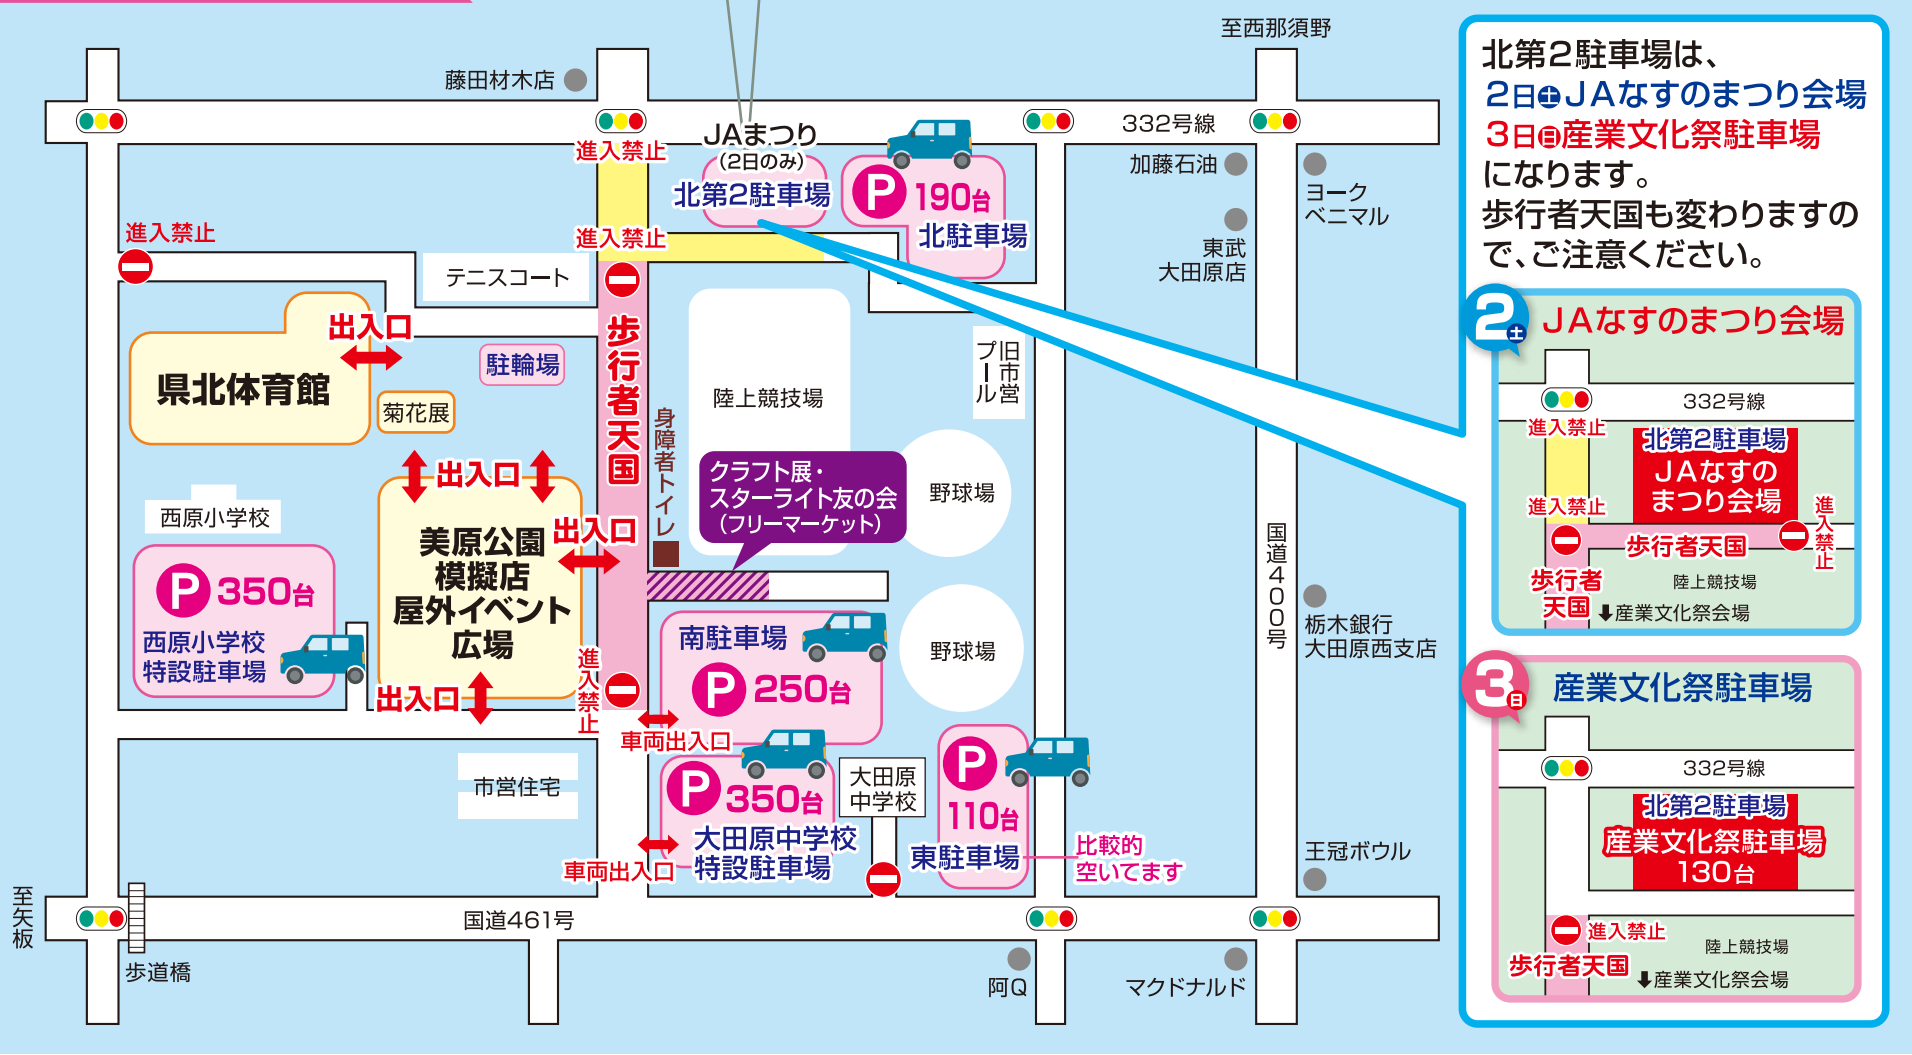 至西那須野
藤田材木店
332号線
進入禁止
JAまつり
(2日のみ)
北第2駐車場
P 190台
北駐車場
加藤石油
ヨーク
ベニマル
東武
大田原店
進入禁止
進入禁止
テニスコート
出入口
県北体育館
駐輪場
菊花展
歩行者天国
身障者トイレ
陸上競技場
旧市営
プール
クラフト展・
スターライト友の会
(フリーマーケット)
野球場
出入口
西原小学校
出入口
美原公園
模擬店
屋外イベント
広場
P 350台
西原小学校
特設駐車場
出入口
進入禁止
南駐車場
P 250台
野球場
車両出入口
国道400号
栃木銀行
大田原西支店
市営住宅
P 350台
大田原中学校
特設駐車場
車両出入口
大田原
中学校
P
110台
東駐車場
比較的
空いてます
王冠ボウル
至矢板
国道461号
歩道橋
阿Q
マクドナルド
北第2駐車場は、
2日土JAなすのまつり会場
3日日産業文化祭駐車場
になります。
歩行者天国も変わりますの
で、ご注意ください。
2土
JAなすのまつり会場
332号線
進入禁止
北第2駐車場
JAなすの
まつり会場
進入禁止
進入禁止
歩行者天国
歩行者
天国
陸上競技場
⬇産業文化祭会場
3日
産業文化祭駐車場
332号線
北第2駐車場
産業文化祭駐車場
130台
進入禁止
歩行者天国
陸上競技場
⬇産業文化祭会場